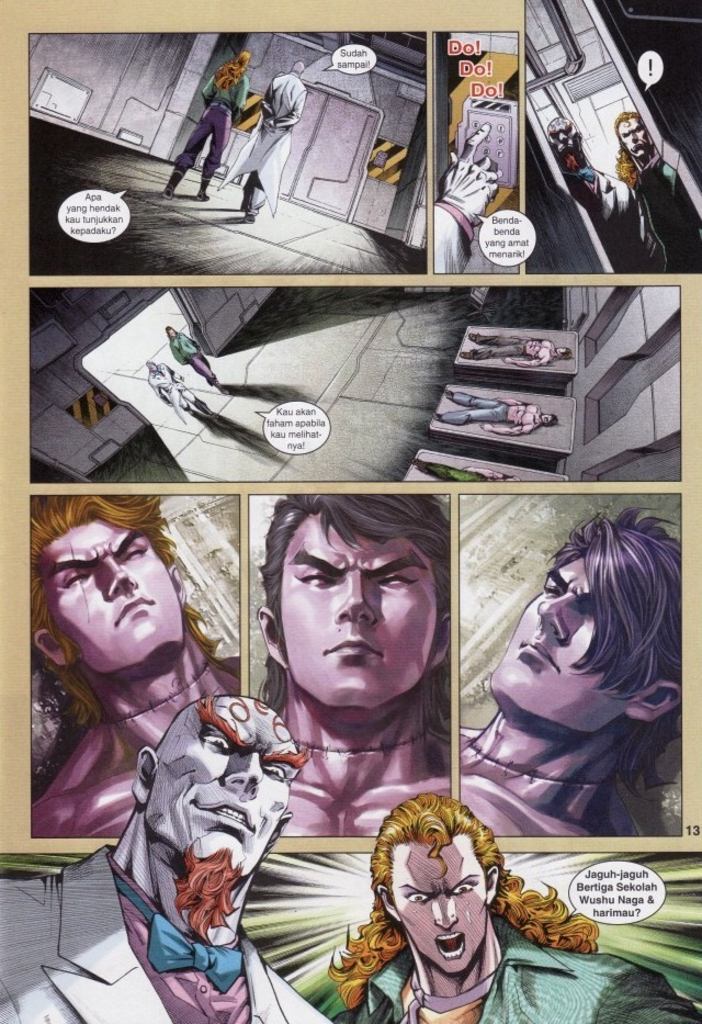 Sudah
sampai!
Apa
yang hendak
kau tunjukkan
kepadaku?
Do!
Do!
Do!
Benda-
benda
yang amat
menarik!
!
Kau akan
faham apabila
kau melihat-
nya!
13
Jaguh-jaguh
Bertiga Sekolah
Wushu Naga &
harimau?